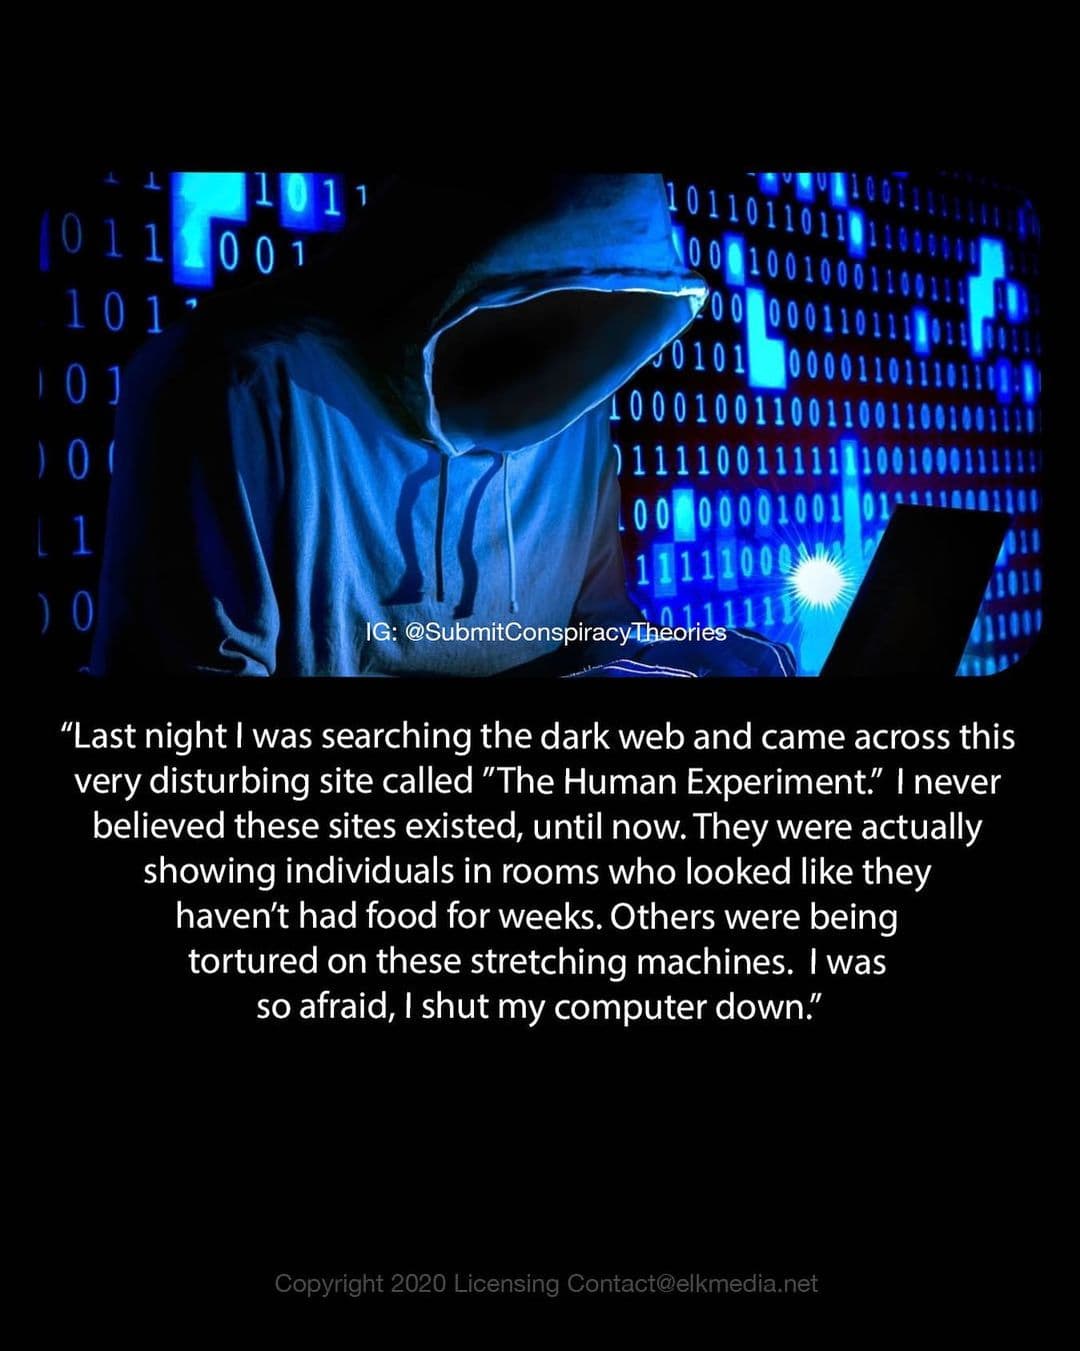 IG: @SubmitConspiracyTheories
“Last night I was searching the dark web and came across this
very disturbing site called ”The Human Experiment.” I never
believed these sites existed, until now. They were actually
showing individuals in rooms who looked like they
haven’t had food for weeks. Others were being
tortured on these stretching machines. I was
so afraid, I shut my computer down.”
Copyright 2020 Licensing Contact@elkmedia.net